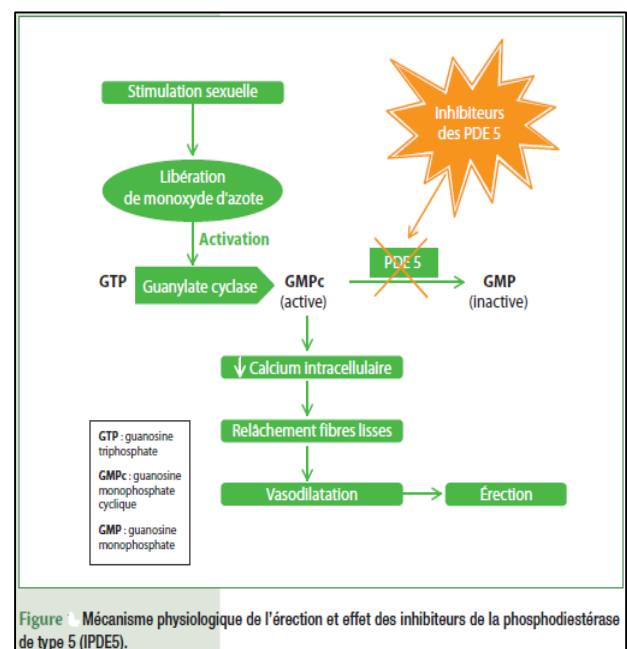 Stimulation sexuelle
Inhibiteurs
des PDE 5
Libération
de monoxyde d'azote
Activation
GTP
Guanylate cyclase
GMPc
(active)
PDE 5
GMP
(inactive)
↓ Calcium intracellulaire
Relâchement fibres lisses
Vasodilatation
Érection
GTP : guanosine
triphosphate
GMPc : guanosine
monophosphate
cyclique
GMP : guanosine
monophosphate
Figure Mécanisme physiologique de l'érection et effet des inhibiteurs de la phosphodiestérase
de type 5 (IPDE5).